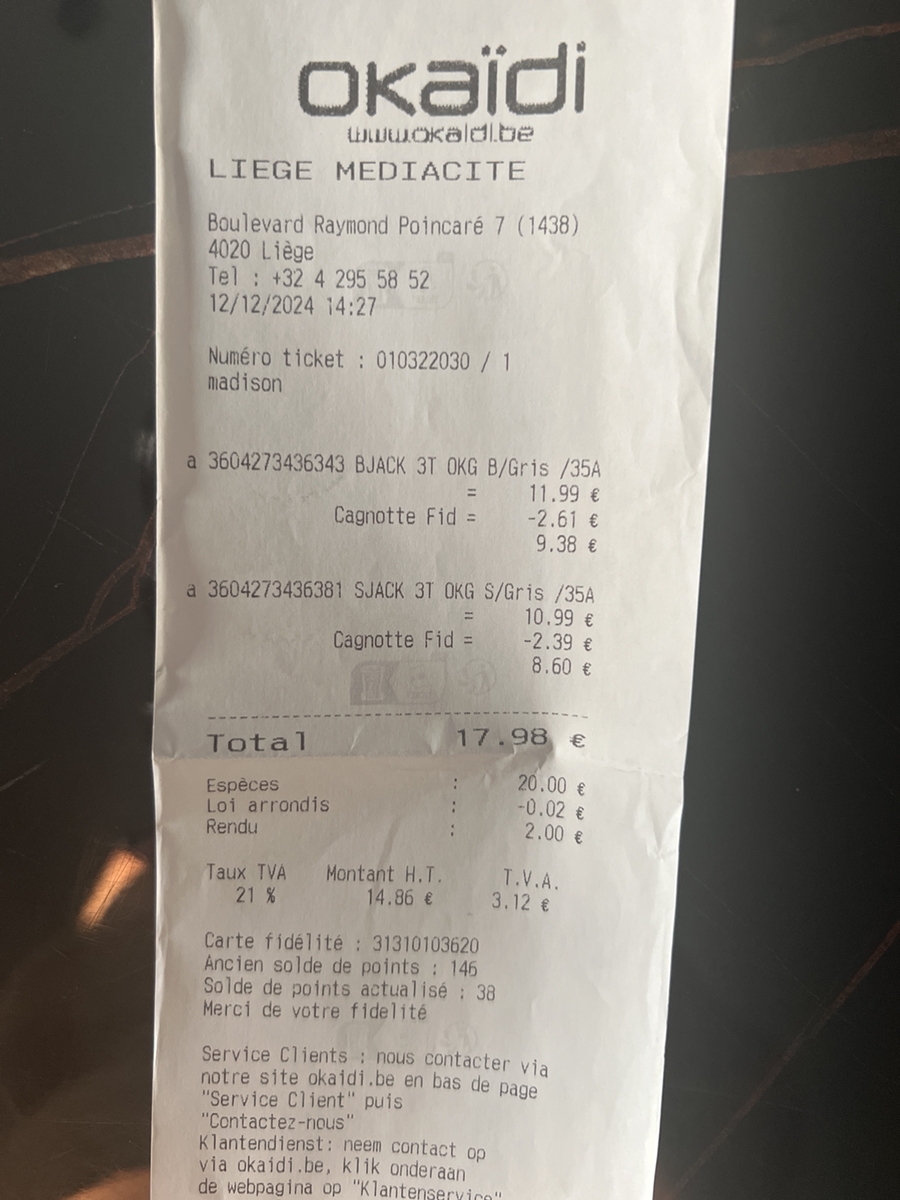 okaïdi
www.okaidi.be
LIEGE MEDIACITE
Boulevard Raymond Poincaré 7 (1438)
4020 Liège
Tel : +32 4 295 58 52
12/12/2024 14:27
Numéro ticket : 010322030 / 1
madison
a 3604273436343 BJACK 3T OKG B/Gris /35A
= 11.99 €
Cagnotte Fid = -2.61 €
9.38 €
a 3604273436381 SJACK 3T OKG S/Gris /35A
= 10.99 €
Cagnotte Fid = -2.39 €
8.60 €
Total 17.98 €
Espèces : 20.00 €
Loi arrondis : -0.02 €
Rendu : 2.00 €
Taux TVA Montant H.T. T.V.A.
21 % 14.86 € 3.12 €
Carte fidélité : 31310103620
Ancien solde de points : 146
Solde de points actualisé : 38
Merci de votre fidelité
Service Clients : nous contacter via
notre site okaidi.be en bas de page
"Service Client" puis
"Contactez-nous"
Klantendienst: neem contact op
via okaidi.be, klik onderaan
de webpagina op "Klantenservice"